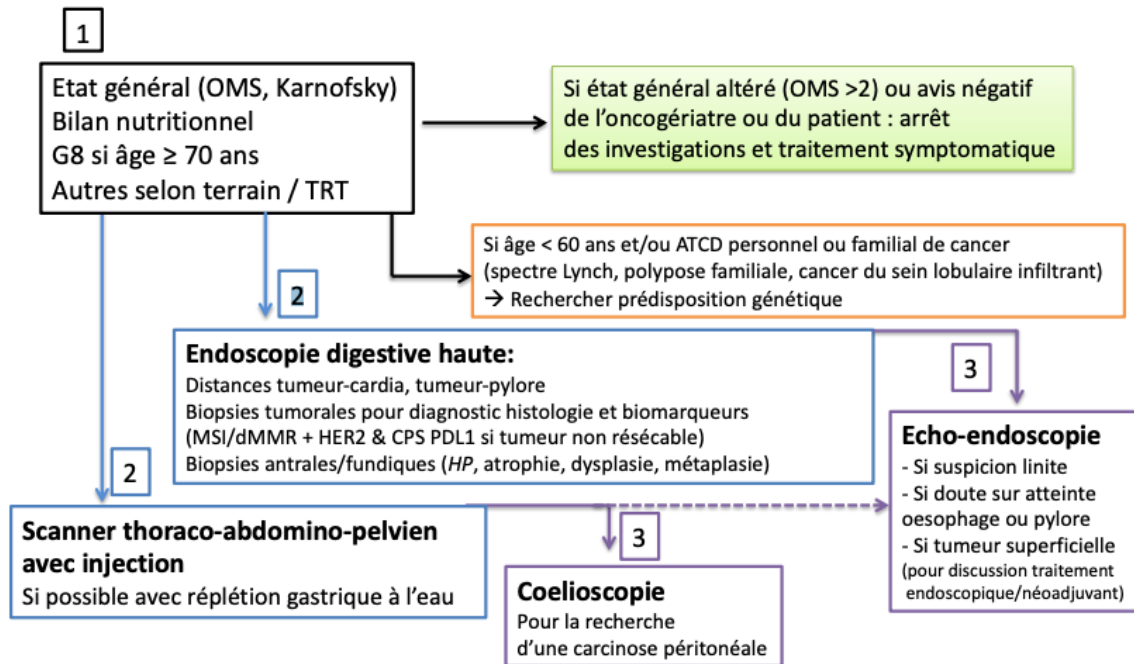 1
Etat général (OMS, Karnofsky)
Bilan nutritionnel
G8 si âge ≥ 70 ans
Autres selon terrain / TRT
Si état général altéré (OMS >2) ou avis négatif
de l'oncogériatre ou du patient : arrêt
des investigations et traitement symptomatique
Si âge < 60 ans et/ou ATCD personnel ou familial de cancer
(spectre Lynch, polypose familiale, cancer du sein lobulaire infiltrant)
→ Rechercher prédisposition génétique
2
Endoscopie digestive haute:
Distances tumeur-cardia, tumeur-pylore
Biopsies tumorales pour diagnostic histologie et biomarqueurs
(MSI/dMMR + HER2 & CPS PDL1 si tumeur non résécable)
Biopsies antrales/fundiques (HP, atrophie, dysplasie, métaplasie)
3
Echo-endoscopie
- Si suspicion linite
- Si doute sur atteinte
oesophage ou pylore
- Si tumeur superficielle
(pour discussion traitement
endoscopique/néoadjuvant)
2
Scanner thoraco-abdomino-pelvien
avec injection
Si possible avec réplétion gastrique à l'eau
3
Coelioscopie
Pour la recherche
d'une carcinose péritonéale